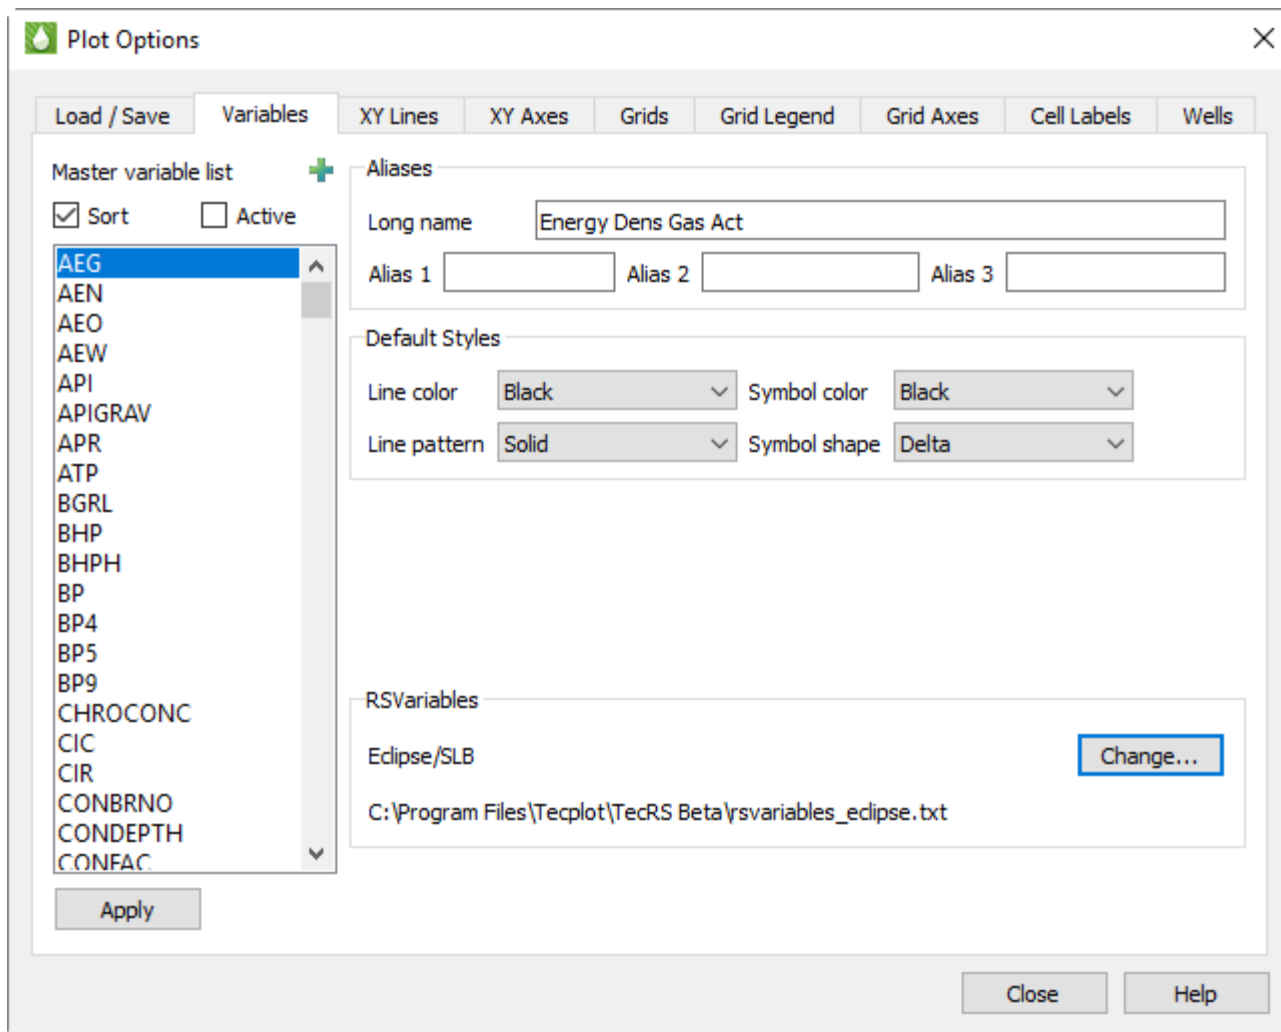 Plot Options
Load / Save Variables XY Lines XY Axes Grids Grid Legend Grid Axes Cell Labels Wells
Master variable list
Sort Active
AEG
AEN
AEO
AEW
API
APIGRAV
APR
ATP
BGRL
BHP
BHPH
BP
BP4
BP5
BP9
CHROCONC
CIC
CIR
CONBRNO
CONDEPTH
CONFAC
Apply
Aliases
Long name Energy Dens Gas Act
Alias 1 Alias 2 Alias 3
Default Styles
Line color Black Symbol color Black
Line pattern Solid Symbol shape Delta
RSVariables
Eclipse/SLB Change...
C:\Program Files\Tecplot\TecRS Beta\rsvariables_eclipse.txt
Close Help